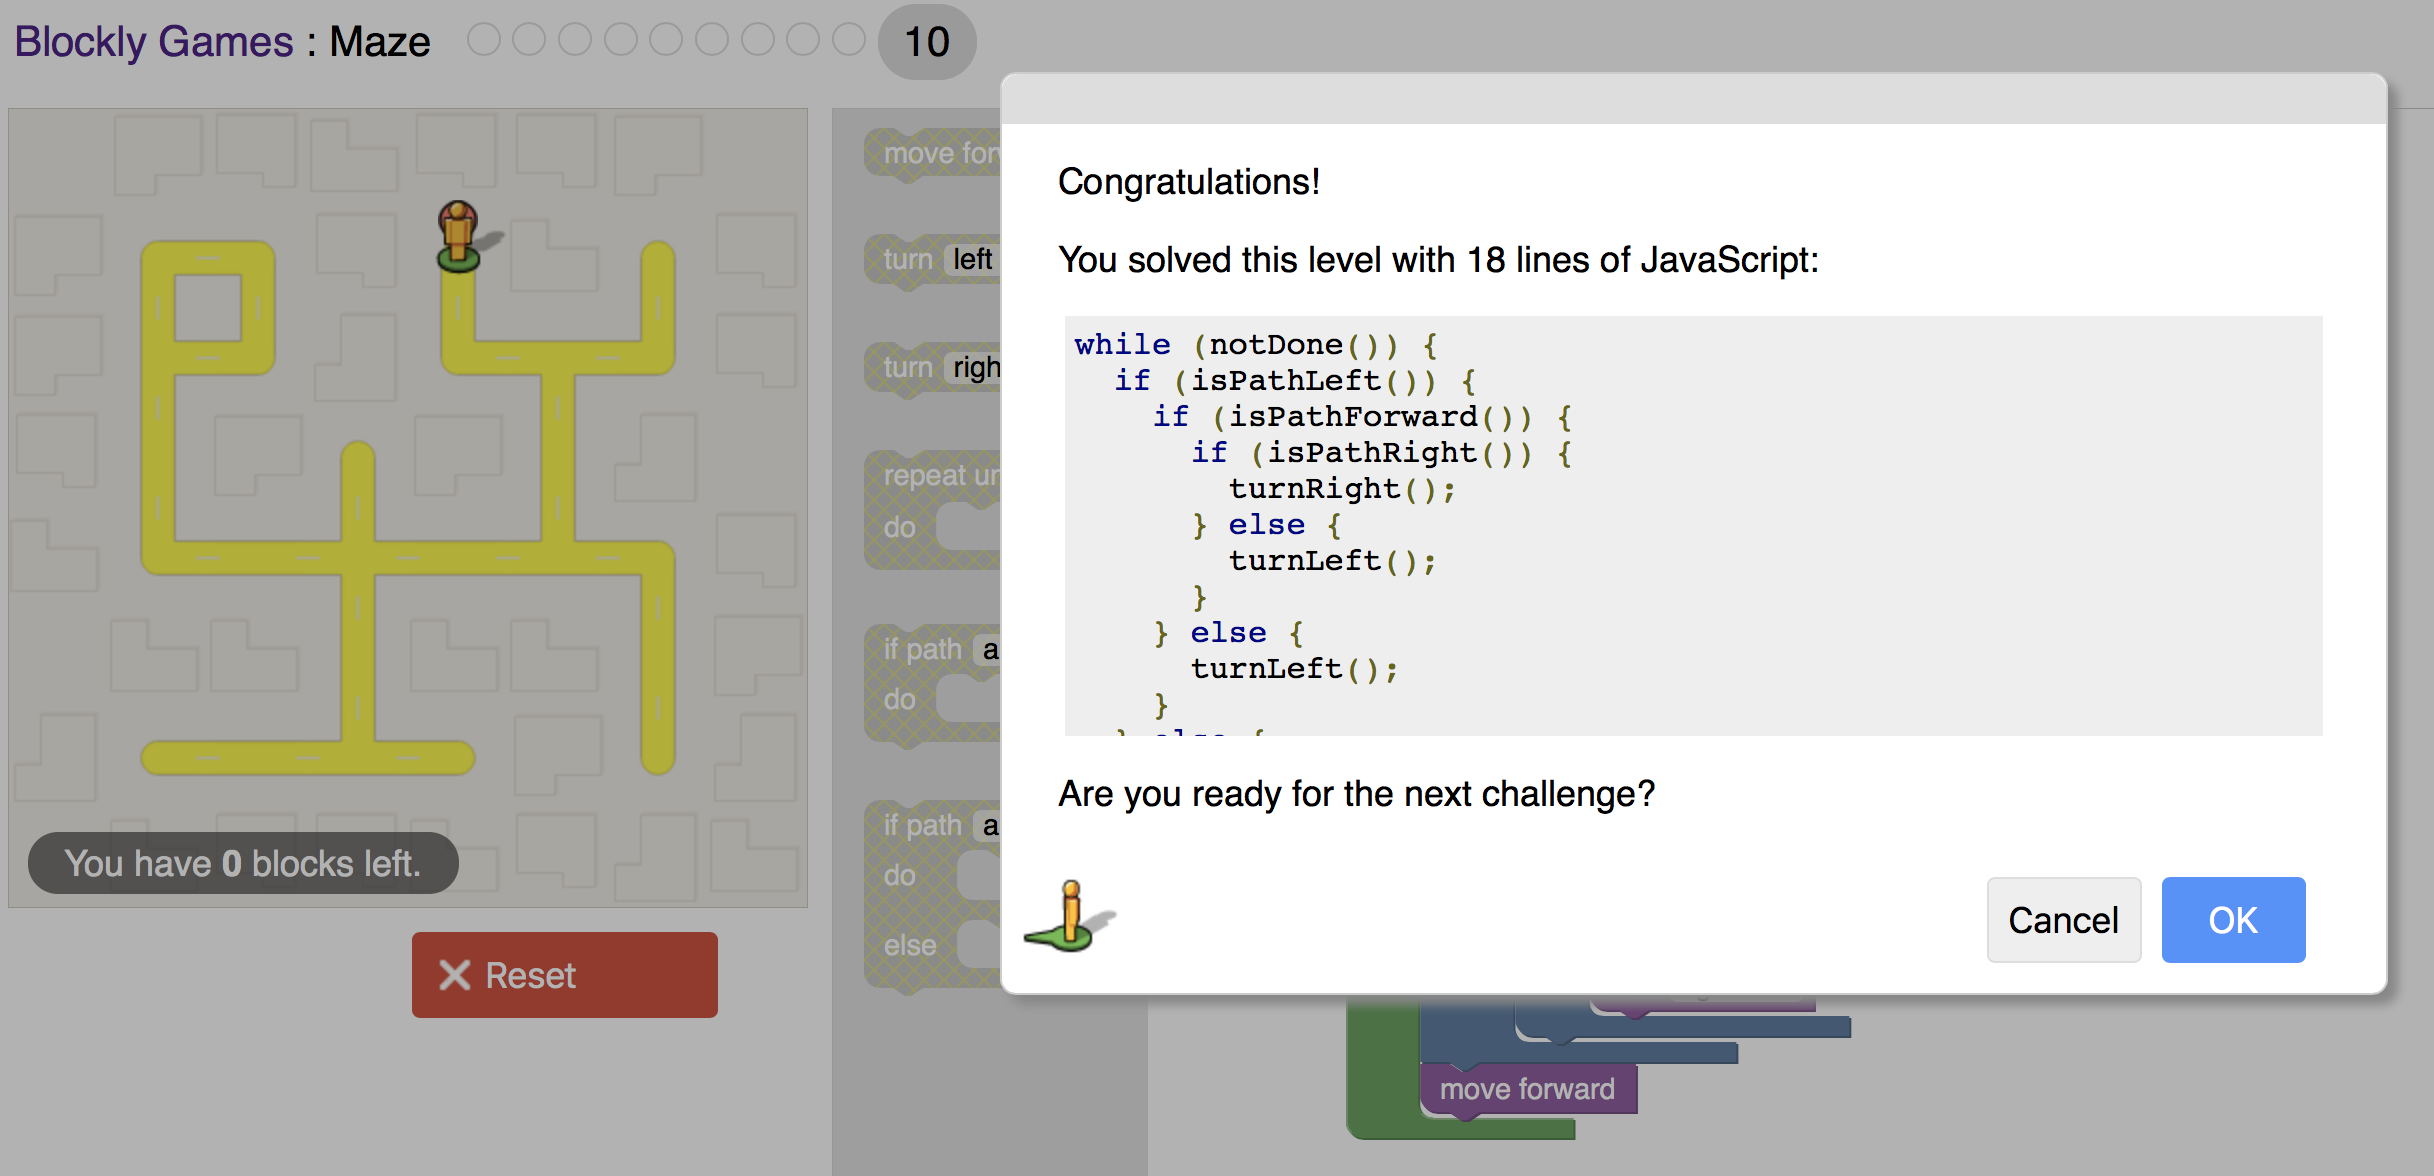 Blockly Games : Maze 10
move for
turn left
turn righ
repeat un
do
if path a
do
if path a
do
else
You have 0 blocks left.
Reset
Congratulations!
You solved this level with 18 lines of JavaScript:
while (notDone()) {
if (isPathLeft()) {
if (isPathForward()) {
if (isPathRight()) {
turnRight();
} else {
turnLeft();
}
} else {
turnLeft();
}
} else {
Are you ready for the next challenge?
Cancel OK
move forward